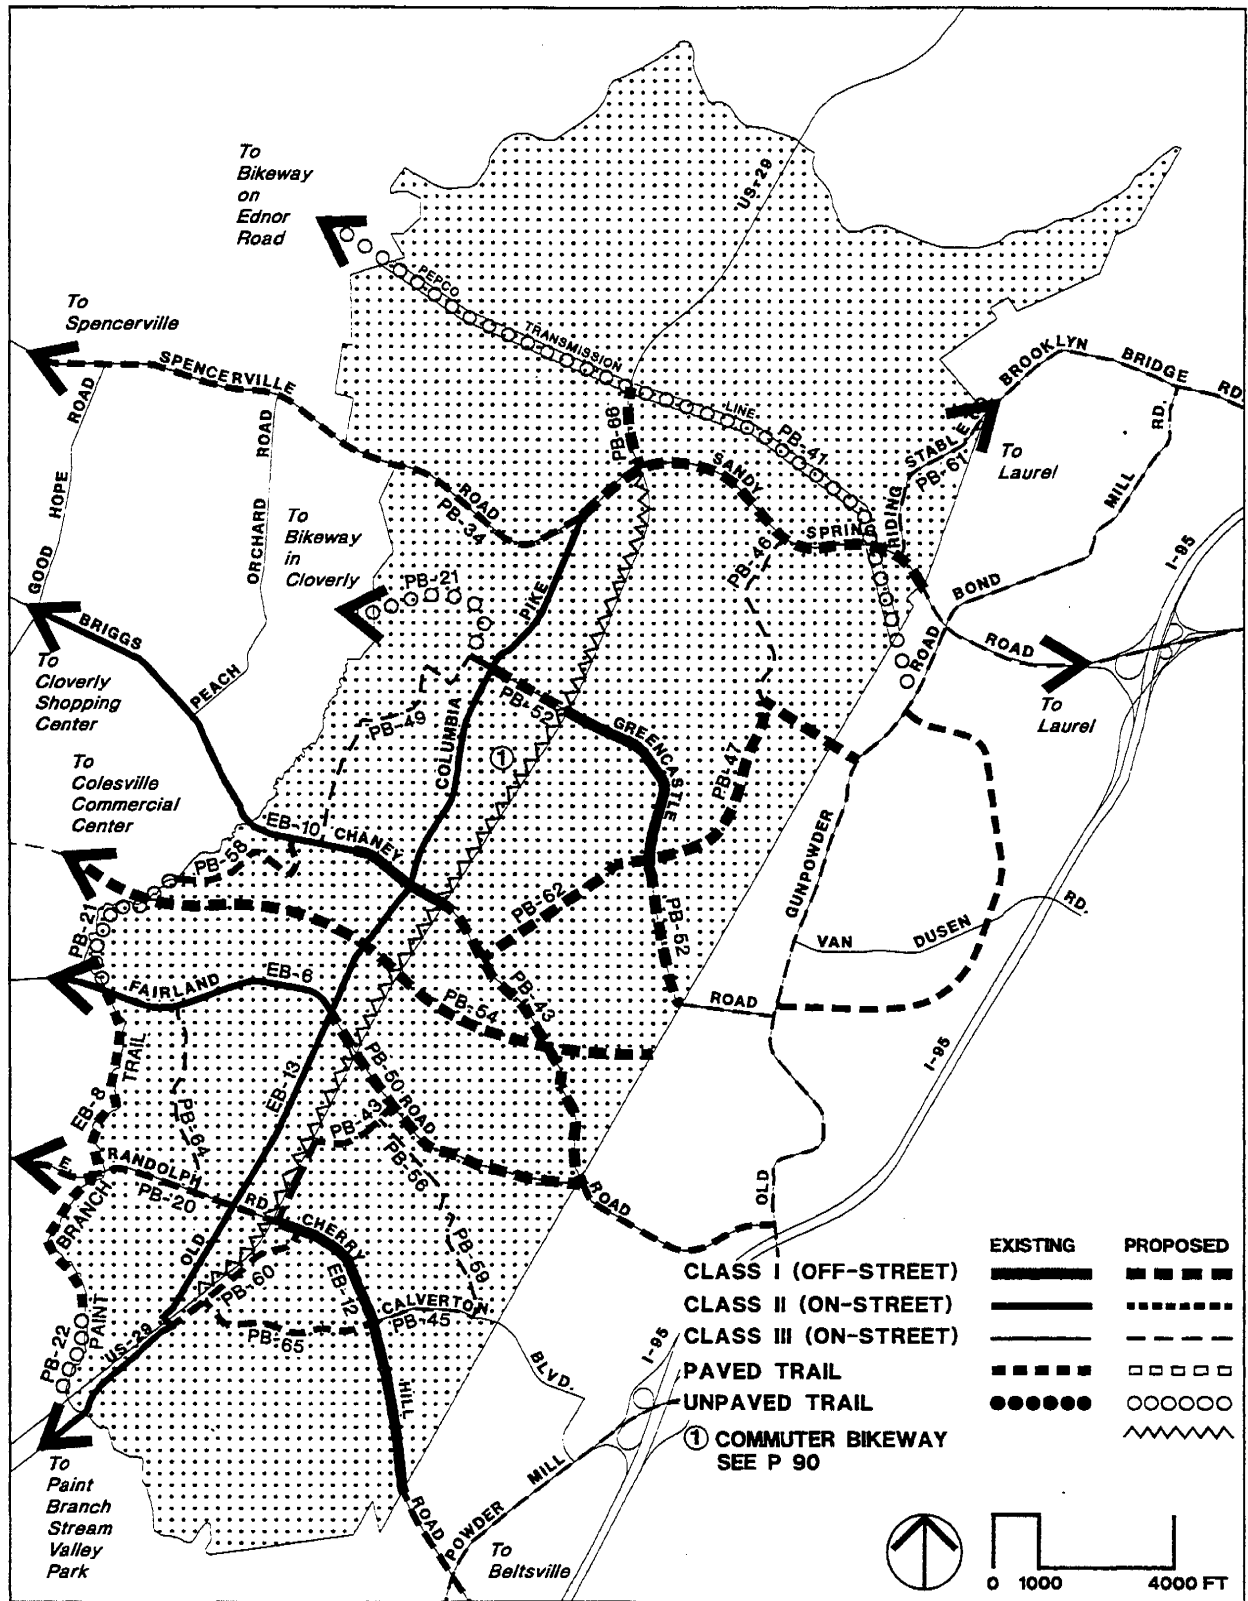 To
Bikeway
on
Ednor
Road
US-29
PEPCO
TRANSMISSION
LINE
PB-41
To
Spencerville
SPENCERVILLE
ROAD
PB-34
GOOD
HOPE
ROAD
ORCHARD
ROAD
PEACH
PB-66
SANDY
SPRING
ROAD
STABLE
RIDING
PB-61
BROOKLYN
BRIDGE
RD.
To
Laurel
MILL
RD.
I-95
BOND
ROAD
To
Laurel
To
Bikeway
in
Cloverly
PB-21
PIKE
PB-46
BRIGGS
To
Cloverly
Shopping
Center
PB-49
COLUMBIA
PB-52
GREENCASTLE
1
PB-47
To
Colesville
Commercial
Center
EB-10
CHANEY
PB-58
PB-62
PB-52
GUNPOWDER
VAN
DUSEN
RD.
PB-21
FAIRLAND
EB-6
PB-43
PB-54
ROAD
I-95
TRAIL
EB-8
EB-13
PB-50
ROAD
PB-43
PB-64
PB-56
E
RANDOLPH
RD.
PB-20
BRANCH
ROAD
OLD
OLD
CHERRY
PB-59
PB-60
EB-12
CALVERTON
PB-45
PB-65
PAINT
PB-22
US-29
BLVD.
HILL
I-95
To
Paint
Branch
Stream
Valley
Park
ROAD
POWDER
MILL
To
Beltsville
EXISTING PROPOSED
CLASS I (OFF-STREET)
CLASS II (ON-STREET)
CLASS III (ON-STREET)
PAVED TRAIL
UNPAVED TRAIL
1 COMMUTER BIKEWAY
SEE P 90
0 1000 4000 FT